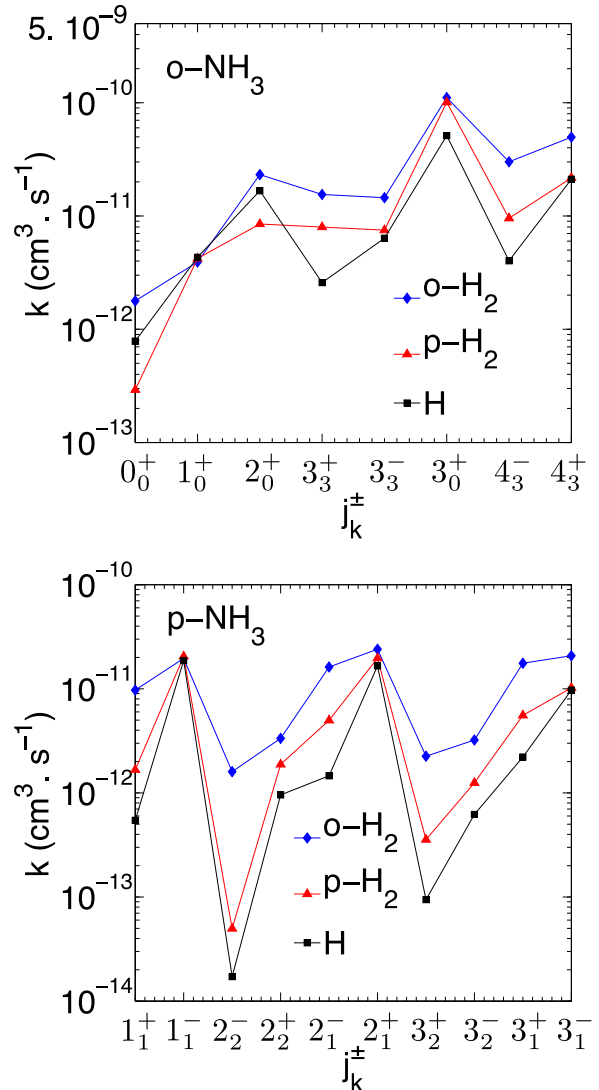 5. 10⁻⁹
o−NH₃
10⁻¹⁰
10⁻¹¹
10⁻¹²
10⁻¹³
k (cm³ . s⁻¹)
o−H₂
p−H₂
H
0₀⁺ 1₀⁺ 2₀⁺ 3₃⁺ 3₃⁻ 3₀⁺ 4₃⁻ 4₃⁺
jₖ±
10⁻¹⁰
p−NH₃
10⁻¹¹
10⁻¹²
10⁻¹³
10⁻¹⁴
k (cm³ . s⁻¹)
o−H₂
p−H₂
H
1₁⁺ 1₁⁻ 2₂⁻ 2₂⁺ 2₁⁻ 2₁⁺ 3₂⁺ 3₂⁻ 3₁⁺ 3₁⁻
jₖ±